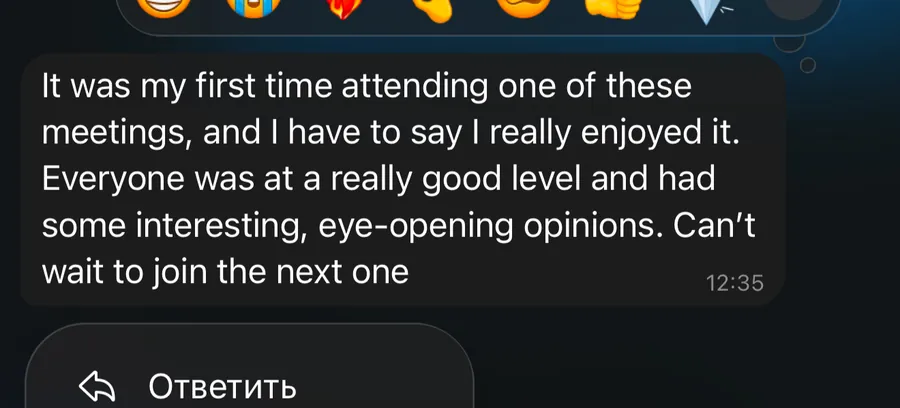 It was my first time attending one of these
meetings, and I have to say I really enjoyed it.
Everyone was at a really good level and had
some interesting, eye-opening opinions. Can’t
wait to join the next one
12:35
Ответить